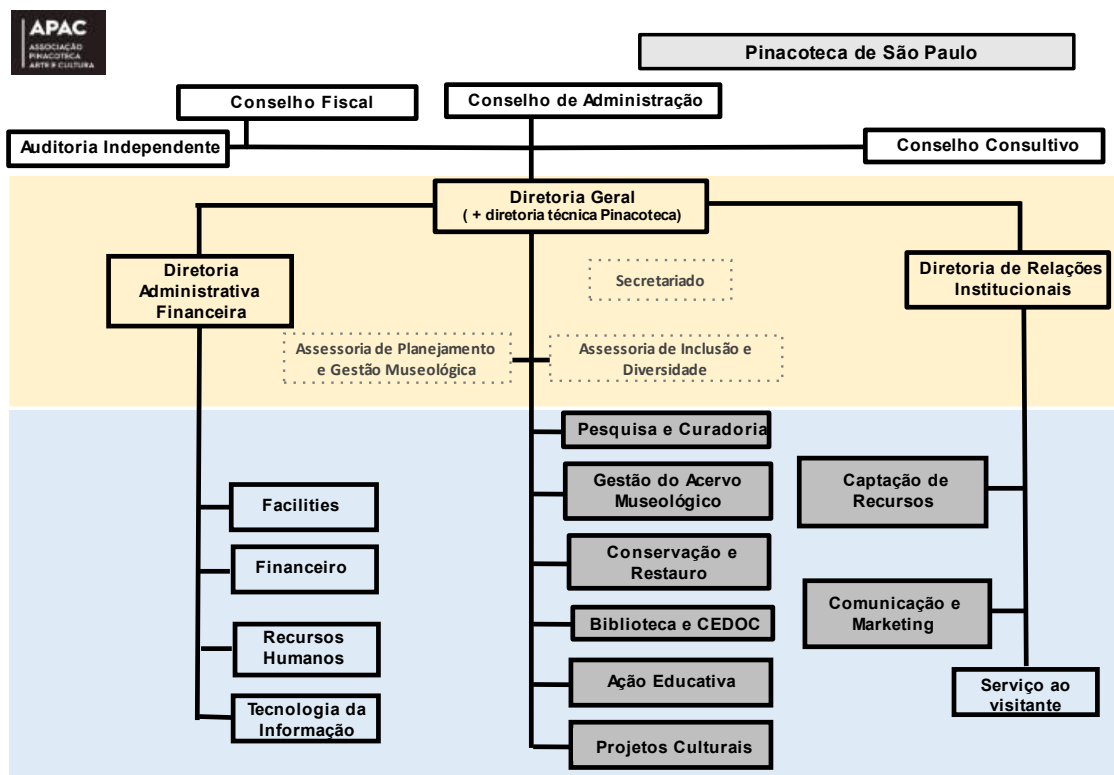 APAC
ASSOCIAÇÃO
PINACOTECA
ARTE E CULTURA
Pinacoteca de São Paulo
Conselho Fiscal
Conselho de Administração
Auditoria Independente
Conselho Consultivo
Diretoria Geral
( + diretoria técnica Pinacoteca)
Diretoria
Administrativa
Financeira
Secretariado
Diretoria de Relações
Institucionais
Assessoria de Planejamento
e Gestão Museológica
Assessoria de Inclusão e
Diversidade
Pesquisa e Curadoria
Gestão do Acervo
Museológico
Captação de
Recursos
Facilities
Conservação e
Restauro
Financeiro
Comunicação e
Marketing
Biblioteca e CEDOC
Recursos
Humanos
Ação Educativa
Serviço ao
visitante
Tecnologia da
Informação
Projetos Culturais